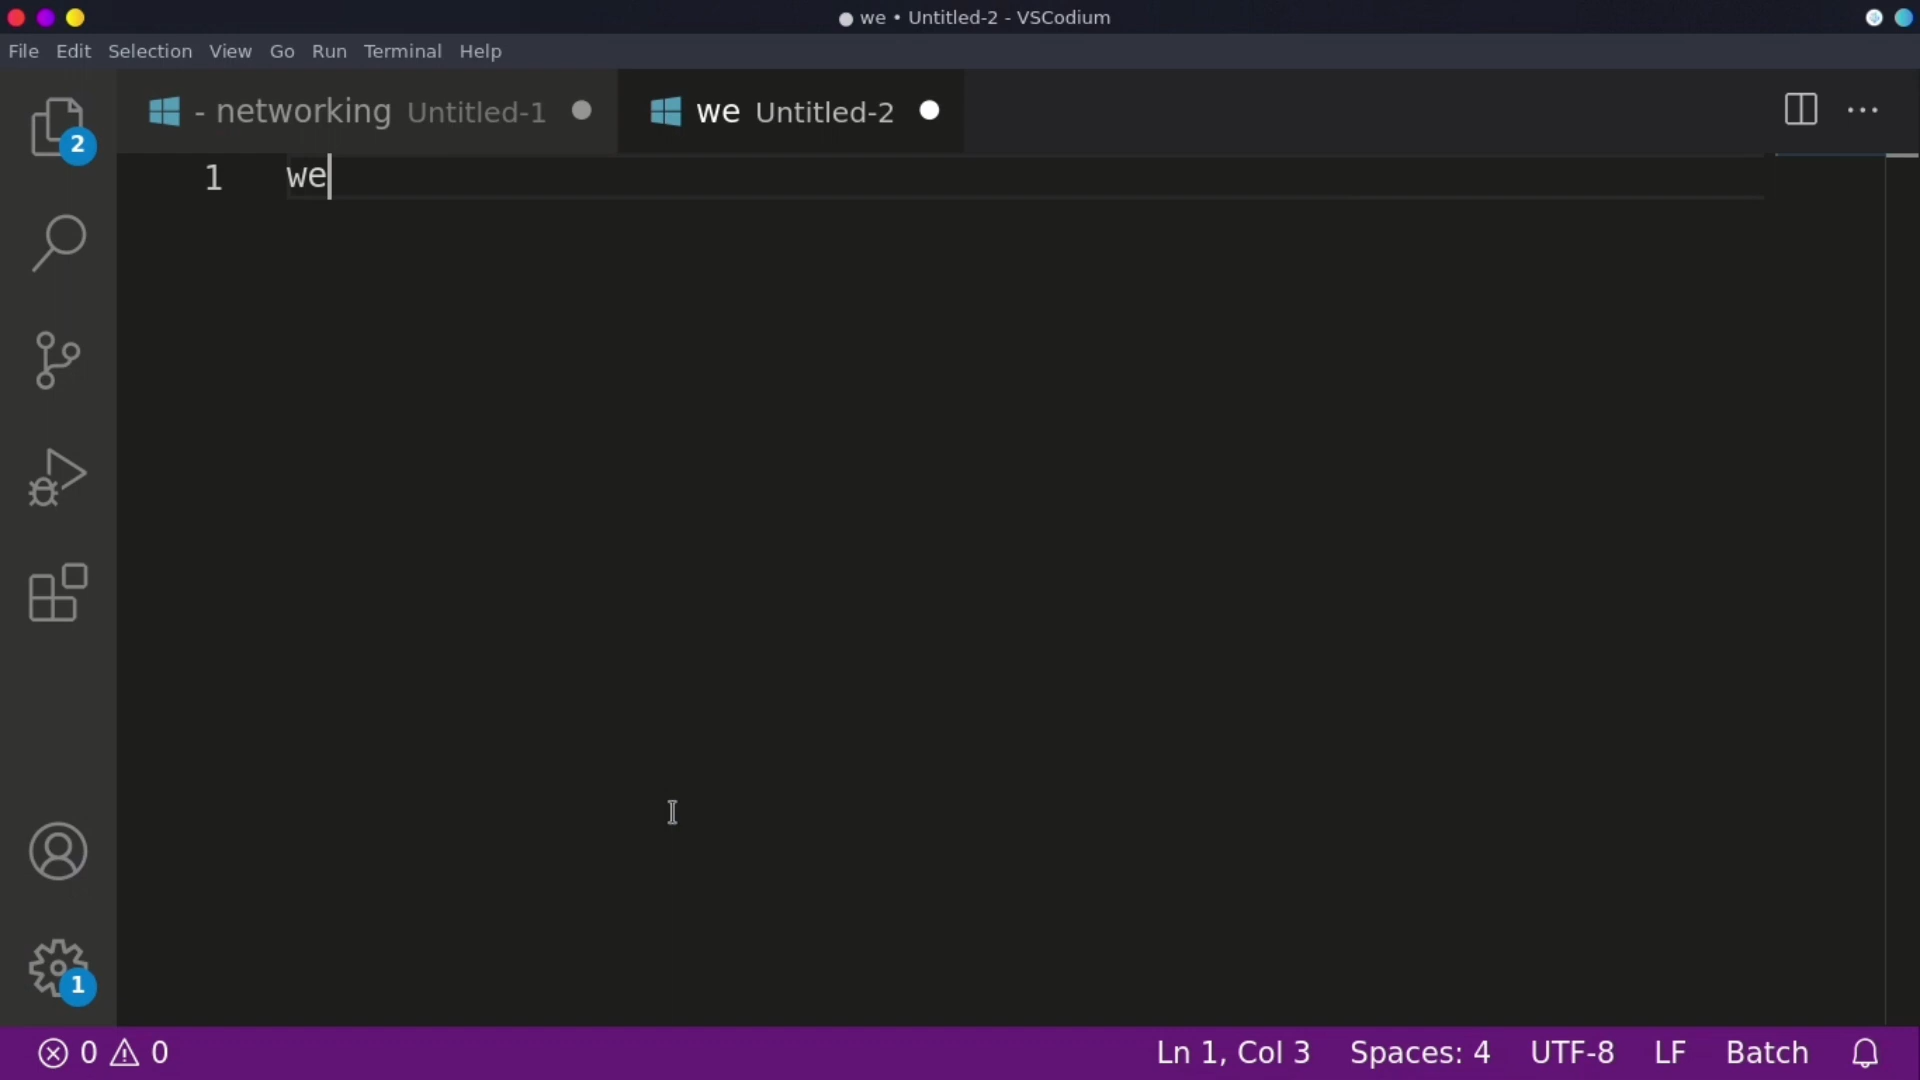 we • Untitled-2 - VSCodium
File Edit Selection View Go Run Terminal Help
- networking Untitled-1 we Untitled-2
2
1 we
1
0 0 Ln 1, Col 3 Spaces: 4 UTF-8 LF Batch